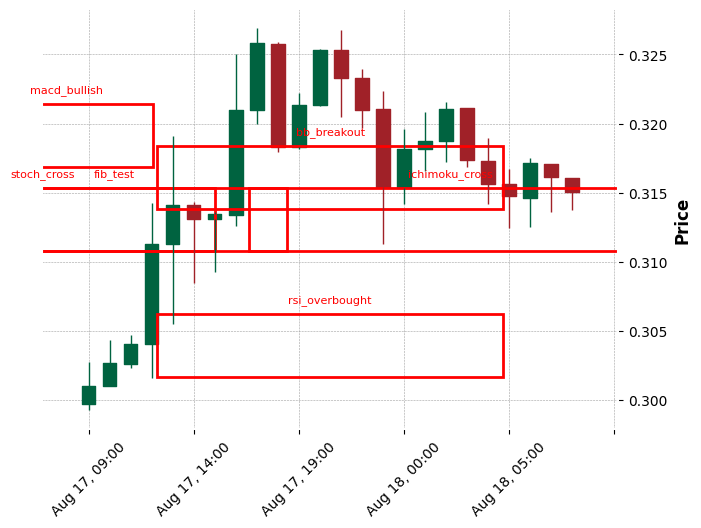 macd_bullish
bb_breakout
stoch_cross
fib_test
ichimoku_cross
rsi_overbought
0.325
0.320
0.315
0.310
0.305
0.300
Price
Aug 17, 09:00
Aug 17, 14:00
Aug 17, 19:00
Aug 18, 00:00
Aug 18, 05:00